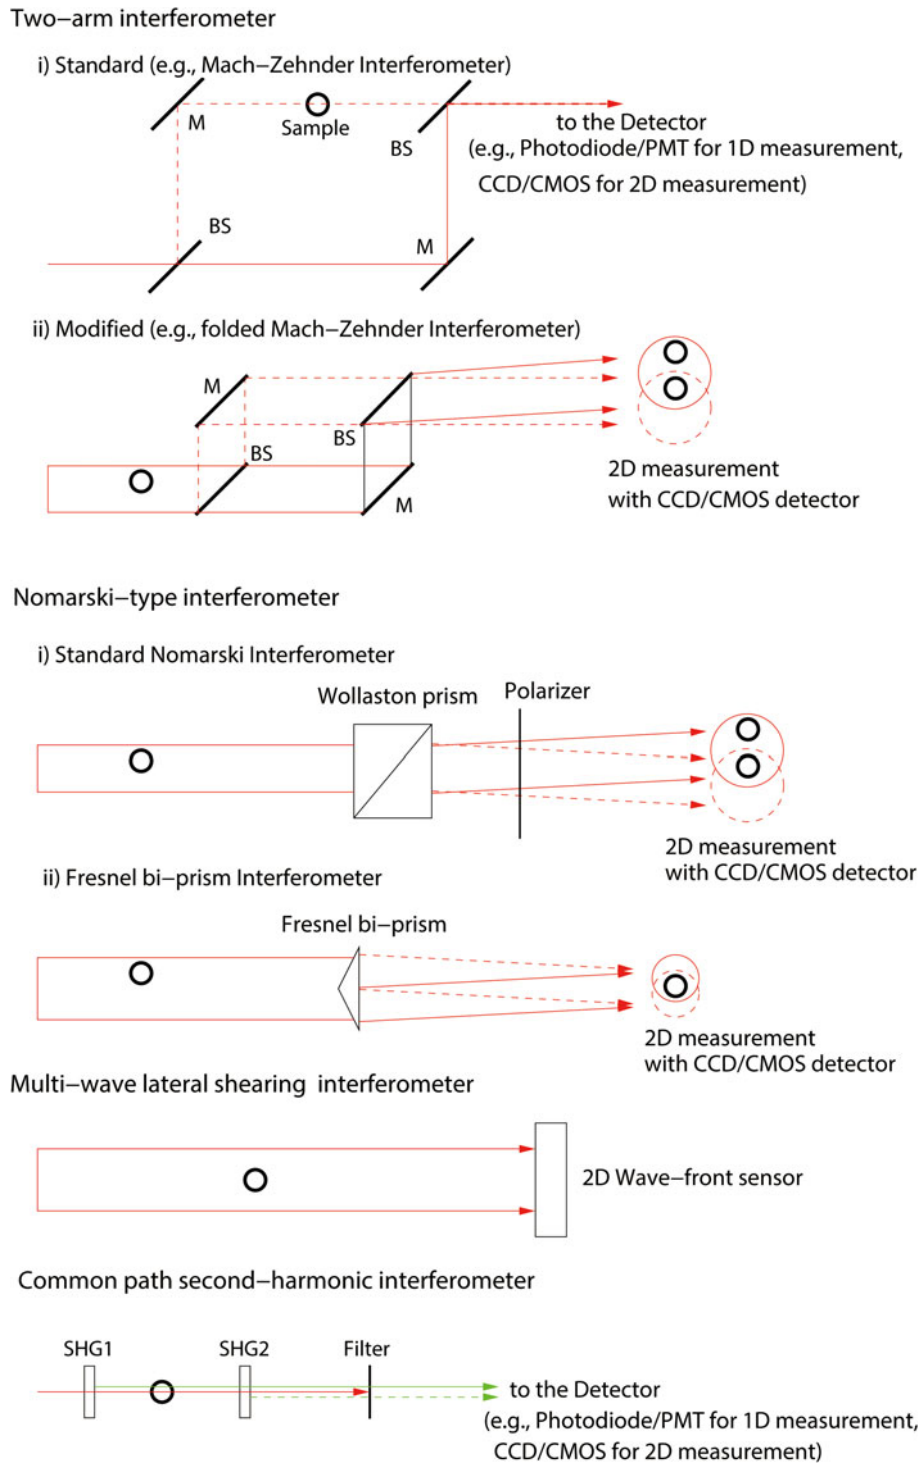 Two−arm interferometer
i) Standard (e.g., Mach−Zehnder Interferometer)
M
Sample
BS
to the Detector
(e.g., Photodiode/PMT for 1D measurement,
CCD/CMOS for 2D measurement)
BS
M
ii) Modified (e.g., folded Mach−Zehnder Interferometer)
M
BS
BS
M
2D measurement
with CCD/CMOS detector
Nomarski−type interferometer
i) Standard Nomarski Interferometer
Wollaston prism
Polarizer
2D measurement
with CCD/CMOS detector
ii) Fresnel bi−prism Interferometer
Fresnel bi−prism
2D measurement
with CCD/CMOS detector
Multi−wave lateral shearing interferometer
2D Wave−front sensor
Common path second−harmonic interferometer
SHG1
SHG2
Filter
to the Detector
(e.g., Photodiode/PMT for 1D measurement,
CCD/CMOS for 2D measurement)